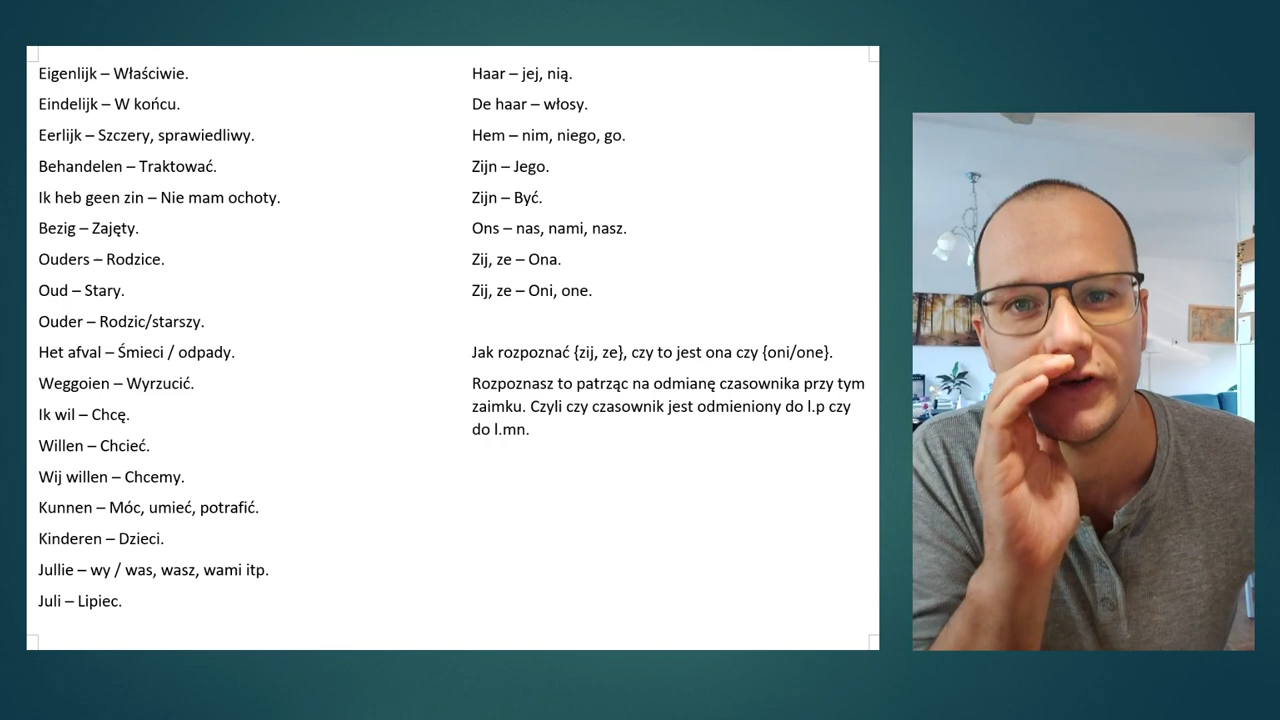 Eigenlijk – Właściwie.
Eindelijk – W końcu.
Eerlijk – Szczery, sprawiedliwy.
Behandelen – Traktować.
Ik heb geen zin – Nie mam ochoty.
Bezig – Zajęty.
Ouders – Rodzice.
Oud – Stary.
Ouder – Rodzic/starszy.
Het afval – Śmieci / odpady.
Weggoien – Wyrzucić.
Ik wil – Chcę.
Willen – Chcieć.
Wij willen – Chcemy.
Kunnen – Móc, umieć, potrafić.
Kinderen – Dzieci.
Jullie – wy / was, wasz, wami itp.
Juli – Lipiec.
Haar – jej, nią.
De haar – włosy.
Hem – nim, niego, go.
Zijn – Jego.
Zijn – Być.
Ons – nas, nami, nasz.
Zij, ze – Ona.
Zij, ze – Oni, one.
Jak rozpoznać {zij, ze}, czy to jest ona czy {oni/one}.
Rozpoznasz to patrząc na odmianę czasownika przy tym
zaimku. Czyli czy czasownik jest odmieniony do l.p czy
do l.mn.